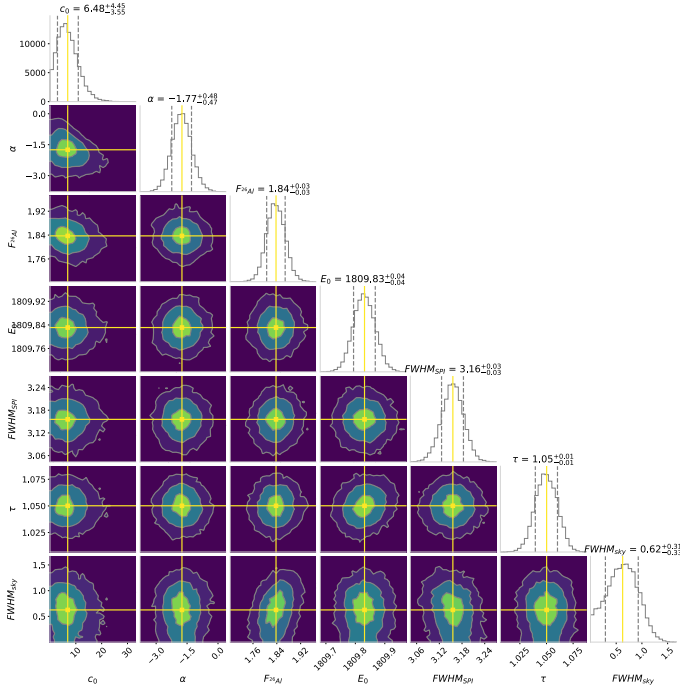 c₀ = 6.48+4.45−3.55
10000
5000
0
α = −1.77+0.48−0.47
α
0.0
−1.5
−3.0
F²⁶Al = 1.84+0.03−0.03
F²⁶Al
1,92
1,84
1,76
E₀ = 1809,83+0.04−0.04
E₀
1809,92
1809,84
1809,76
FWHM_SPI = 3,16+0.03−0.03
FWHM_SPI
3,24
3,18
3,12
3,06
τ = 1.05+0.01−0.01
τ
1.075
1,050
1.025
FWHM_sky = 0.62+0.31−0.33
FWHM_sky
1.5
1.0
0.5
10 20 30
−3.0 −1.5 0.0
1.76 1.84 1.92
1809.7 1809.8 1809.9
3.06 3.12 3.18 3.24
1.025 1.050 1.075
0.5 1.0 1.5
c₀ α F²⁶Al E₀ FWHM_SPI τ FWHM_sky